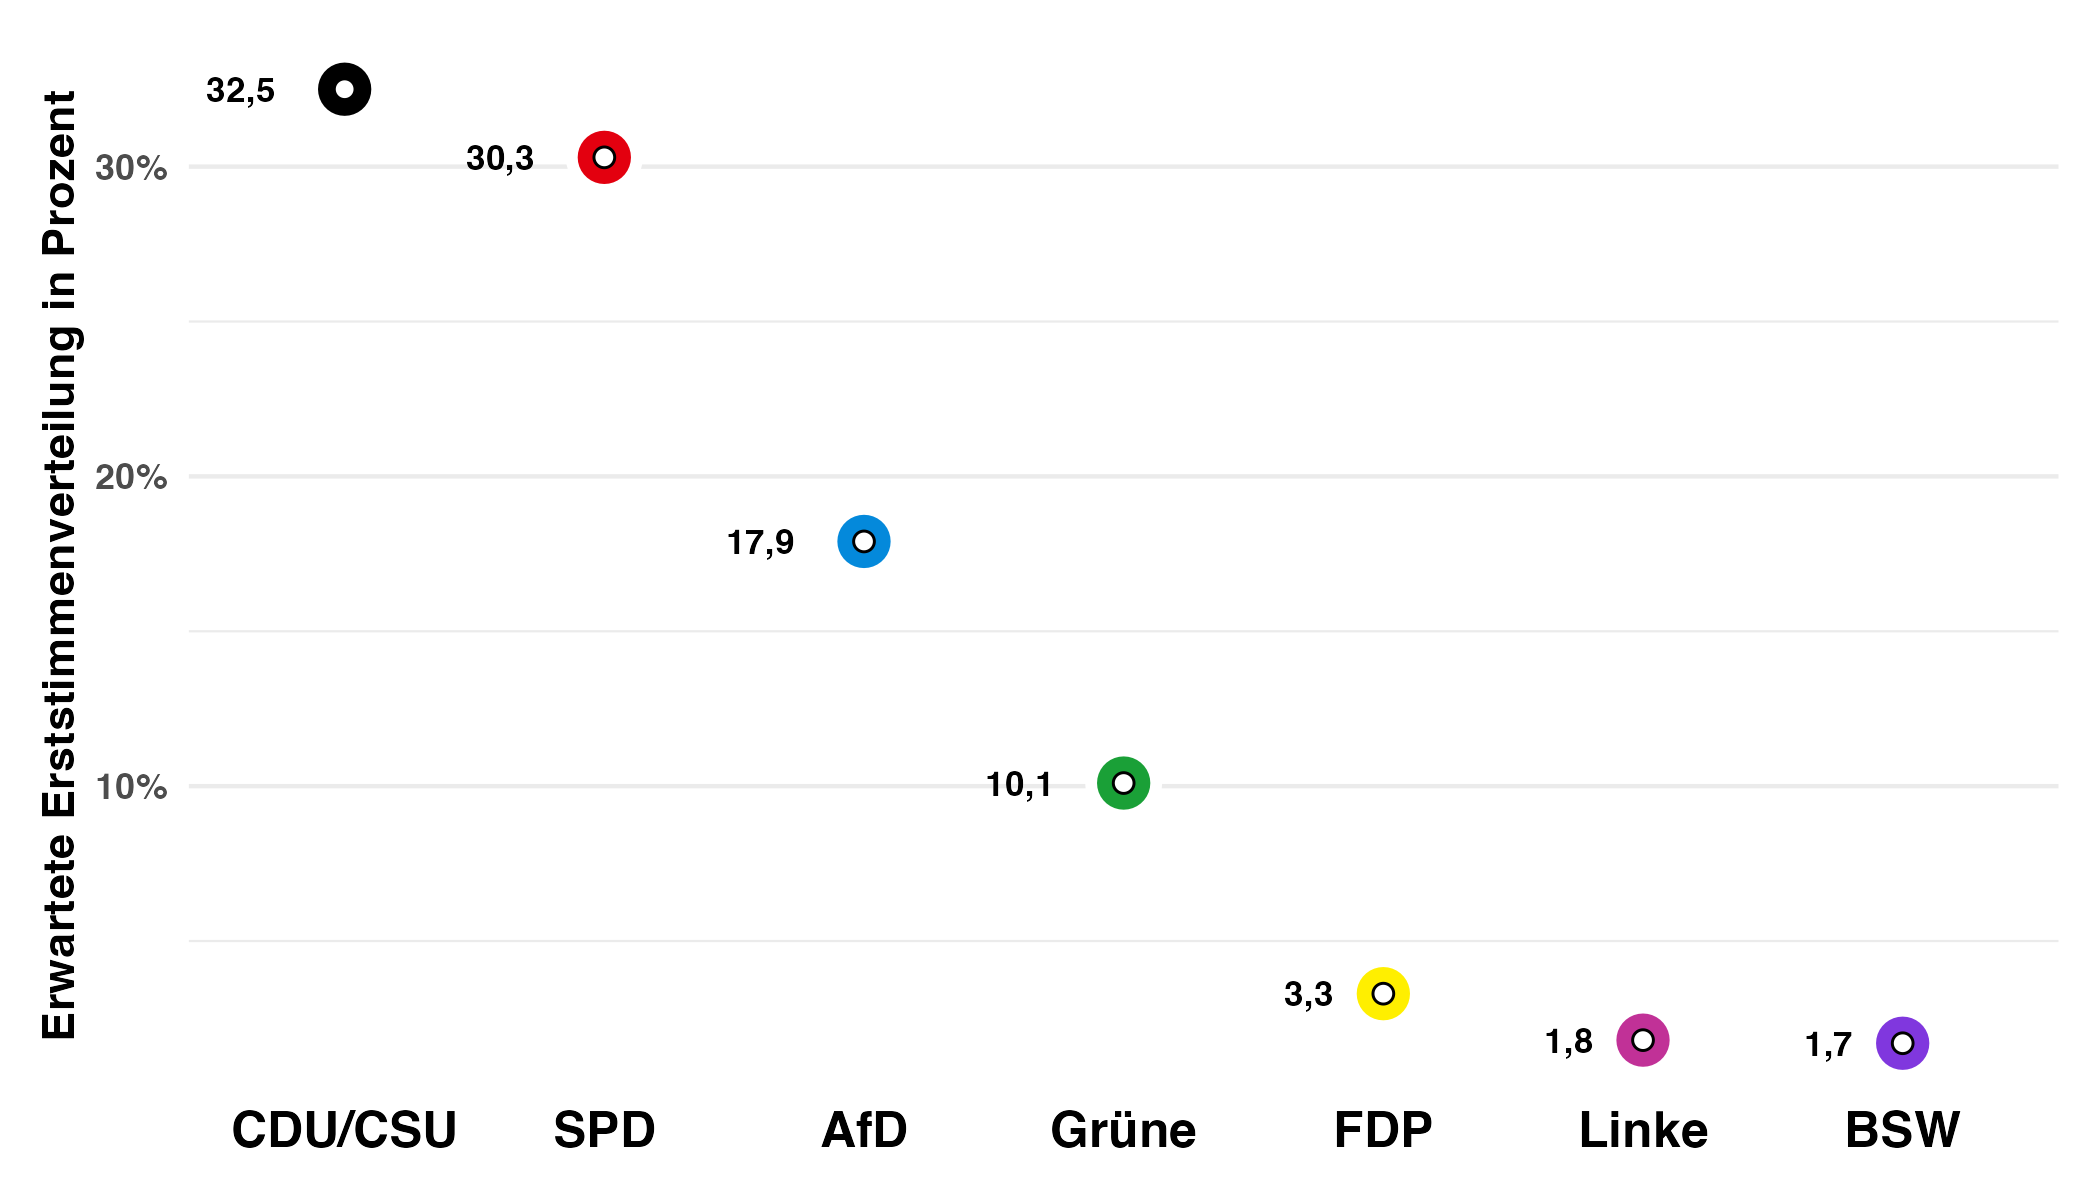 Erwartete Erststimmenverteilung in Prozent
30%
20%
10%
32,5
30,3
17,9
10,1
3,3
1,8
1,7
CDU/CSU
SPD
AfD
Grüne
FDP
Linke
BSW